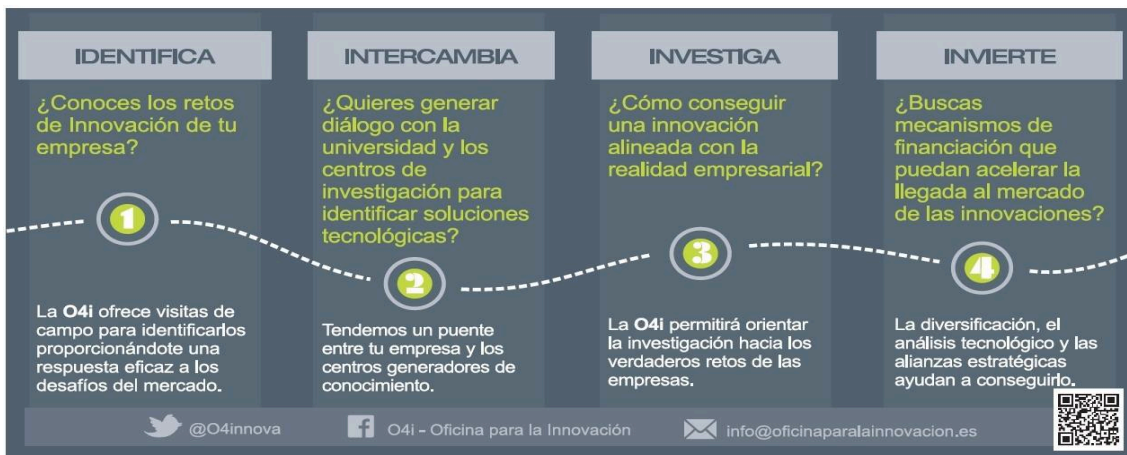 IDENTIFICA
¿Conoces los retos
de Innovación de tu
empresa?
1
La O4i ofrece visitas de
campo para identificarlos
proporcionándote una
respuesta eficaz a los
desafíos del mercado.
INTERCAMBIA
¿Quieres generar
diálogo con la
universidad y los
centros de
investigación para
identificar soluciones
tecnológicas?
2
Tendemos un puente
entre tu empresa y los
centros generadores de
conocimiento.
INVESTIGA
¿Cómo conseguir
una innovación
alineada con la
realidad empresarial?
3
La O4i permitirá orientar
la investigación hacia los
verdaderos retos de las
empresas.
INVIERTE
¿Buscas
mecanismos de
financiación que
puedan acelerar la
llegada al mercado
de las innovaciones?
4
La diversificación, el
análisis tecnológico y las
alianzas estratégicas
ayudan a conseguirlo.
@O4innova
O4i - Oficina para la Innovación
info@oficinaparalainnovacion.es